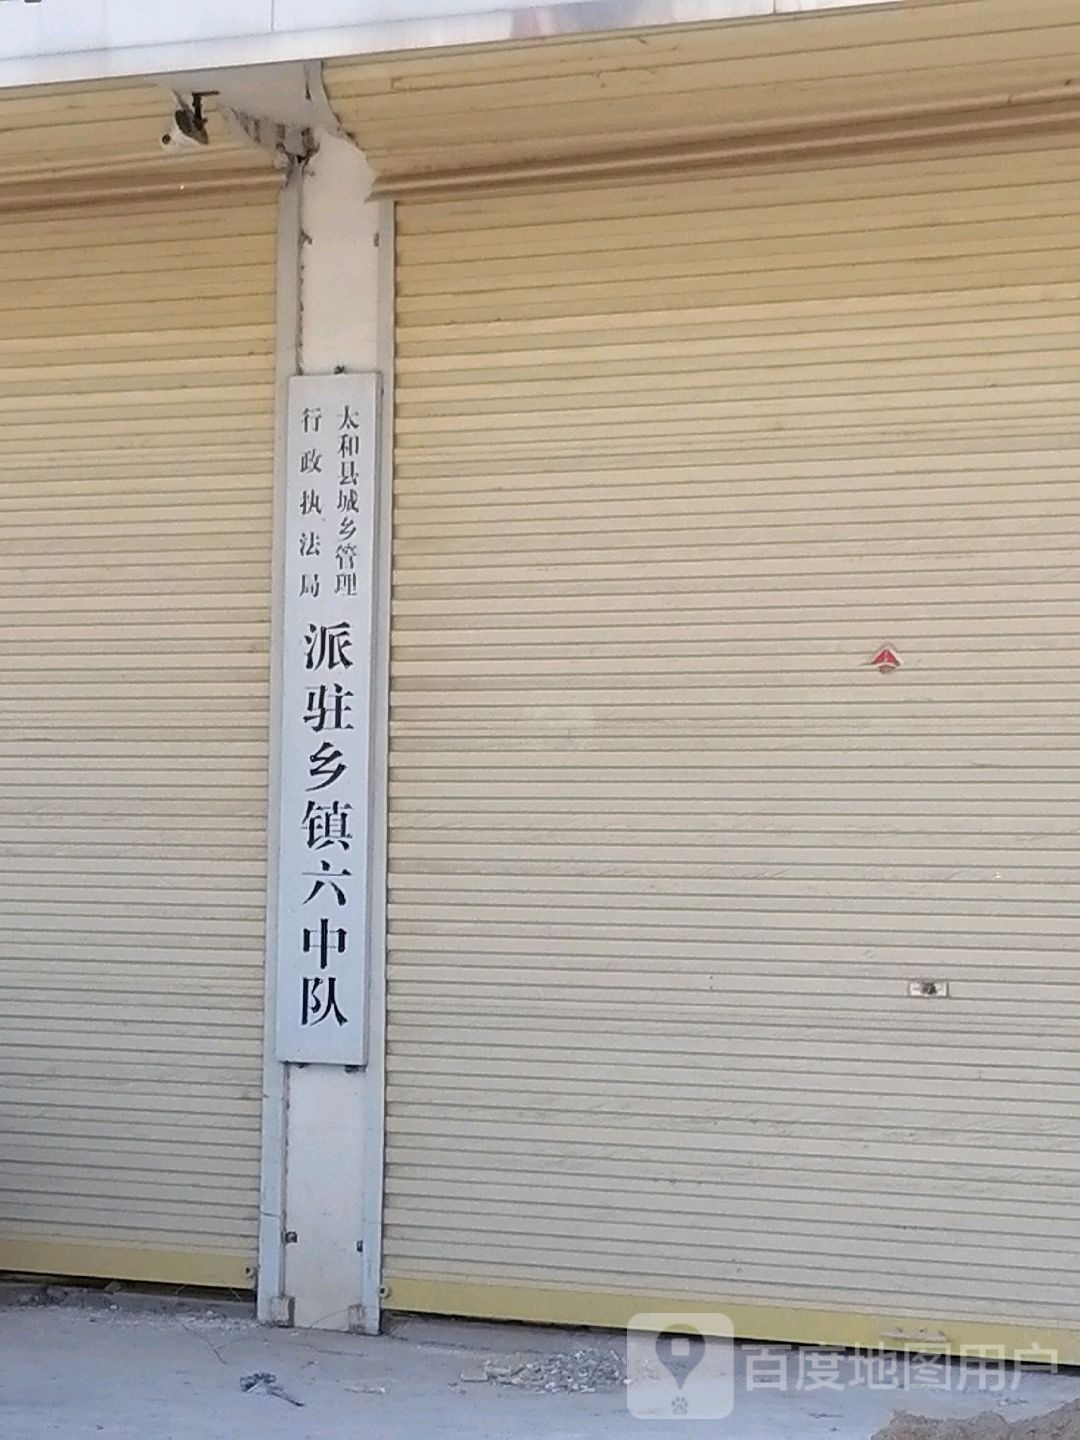 太和县城乡管理
行政执法局
派驻乡镇六中队
百度地图用户